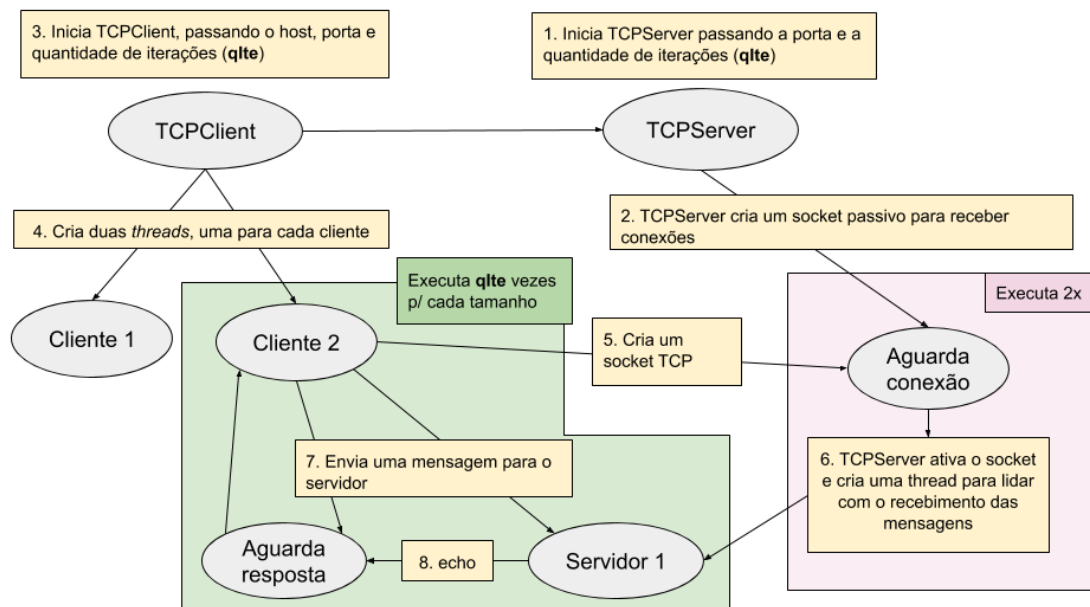 3. Inicia TCPClient, passando o host, porta e
quantidade de iterações (qIte)
1. Inicia TCPServer passando a porta e a
quantidade de iterações (qIte)
TCPClient
TCPServer
2. TCPServer cria um socket passivo para receber
conexões
4. Cria duas threads, uma para cada cliente
Executa qIte vezes
p/ cada tamanho
Executa 2x
Cliente 1
Cliente 2
5. Cria um
socket TCP
Aguarda
conexão
7. Envia uma mensagem para o
servidor
6. TCPServer ativa o socket
e cria uma thread para lidar
com o recebimento das
mensagens
Aguarda
resposta
8. echo
Servidor 1